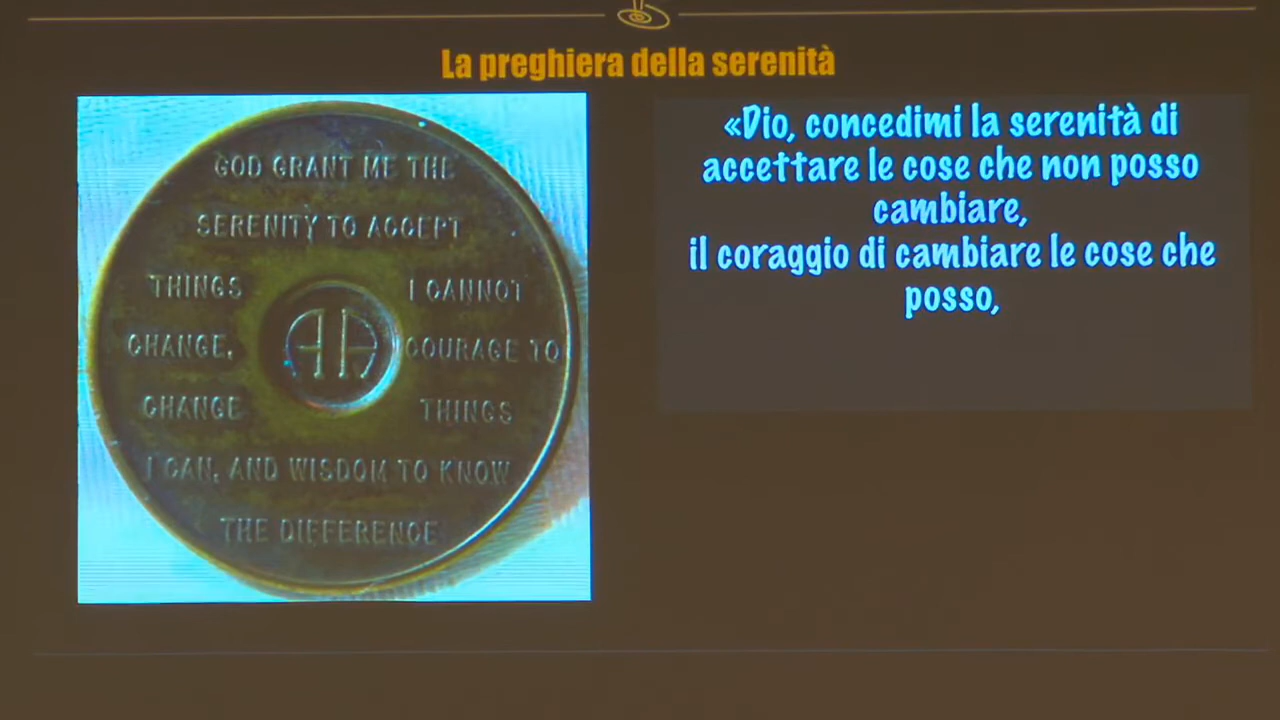 La preghiera della serenità
GOD GRANT ME THE
SERENITY TO ACCEPT
THINGS I CANNOT
CHANGE, COURAGE TO
AA
CHANGE THINGS
I CAN, AND WISDOM TO KNOW
THE DIFFERENCE
«Dio, concedimi la serenità di
accettare le cose che non posso
cambiare,
il coraggio di cambiare le cose che
posso,